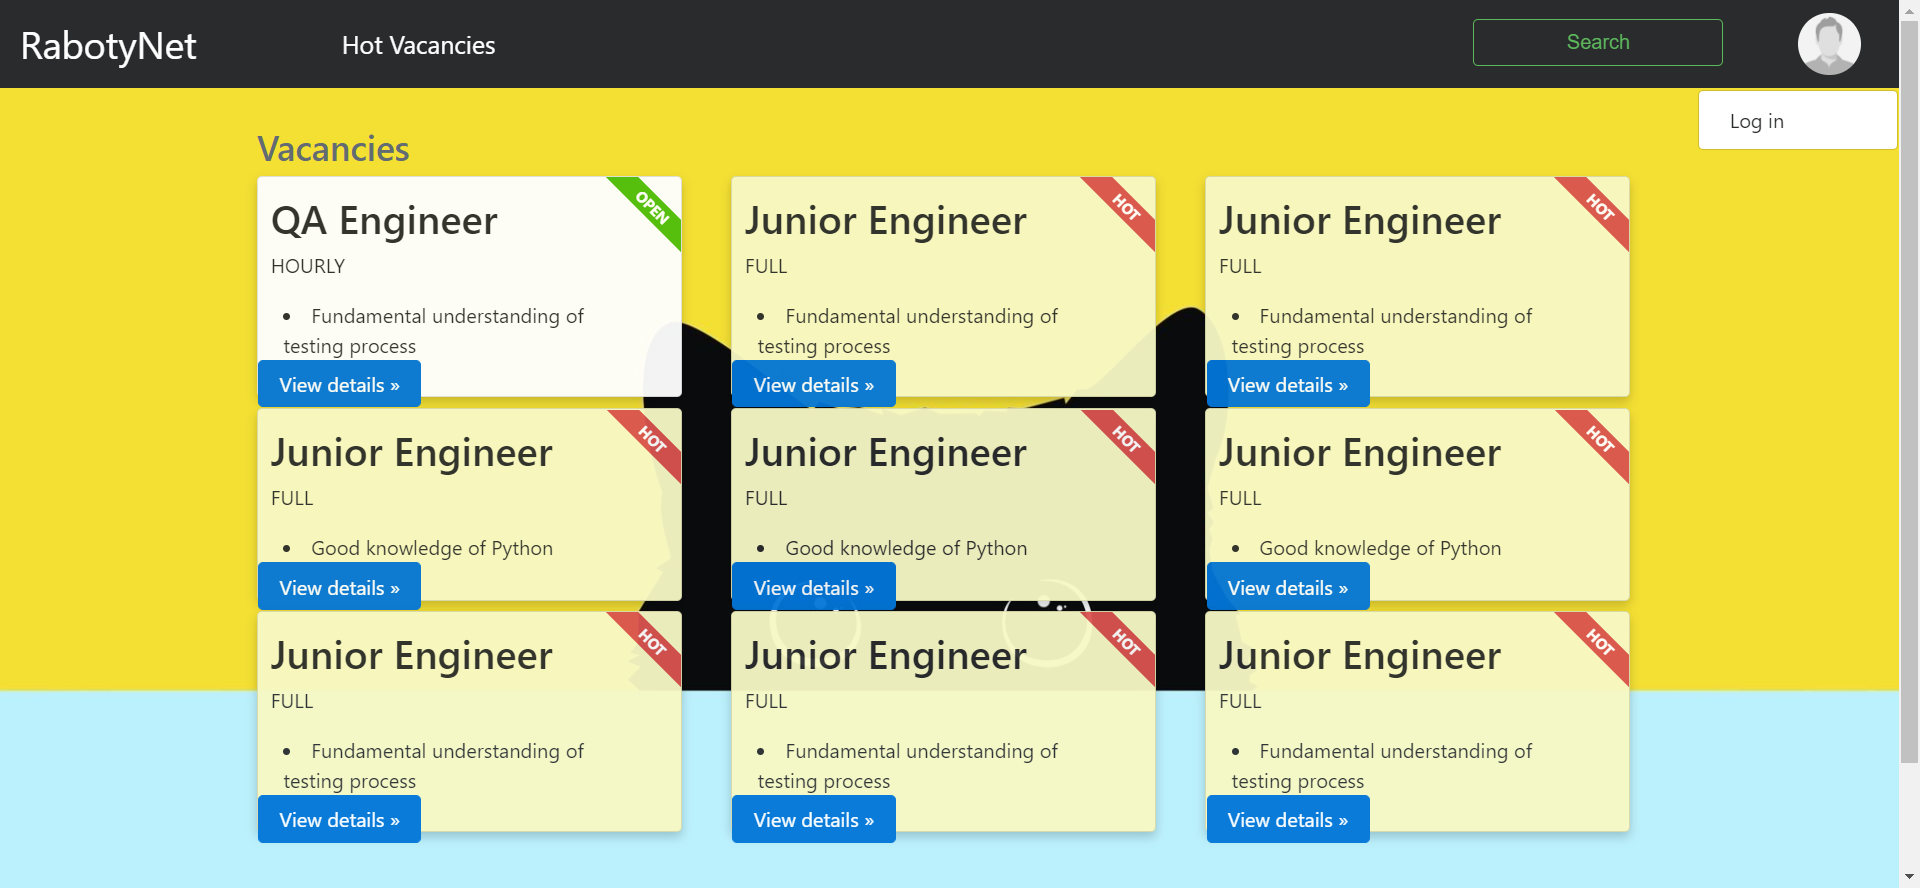 RabotyNet
Hot Vacancies
Search
Log in
Vacancies
QA Engineer
OPEN
HOURLY
Fundamental understanding of
testing process
View details »
Junior Engineer
HOT
FULL
Fundamental understanding of
testing process
View details »
Junior Engineer
HOT
FULL
Fundamental understanding of
testing process
View details »
Junior Engineer
HOT
FULL
Good knowledge of Python
View details »
Junior Engineer
HOT
FULL
Good knowledge of Python
View details »
Junior Engineer
HOT
FULL
Good knowledge of Python
View details »
Junior Engineer
HOT
FULL
Fundamental understanding of
testing process
View details »
Junior Engineer
HOT
FULL
Fundamental understanding of
testing process
View details »
Junior Engineer
HOT
FULL
Fundamental understanding of
testing process
View details »